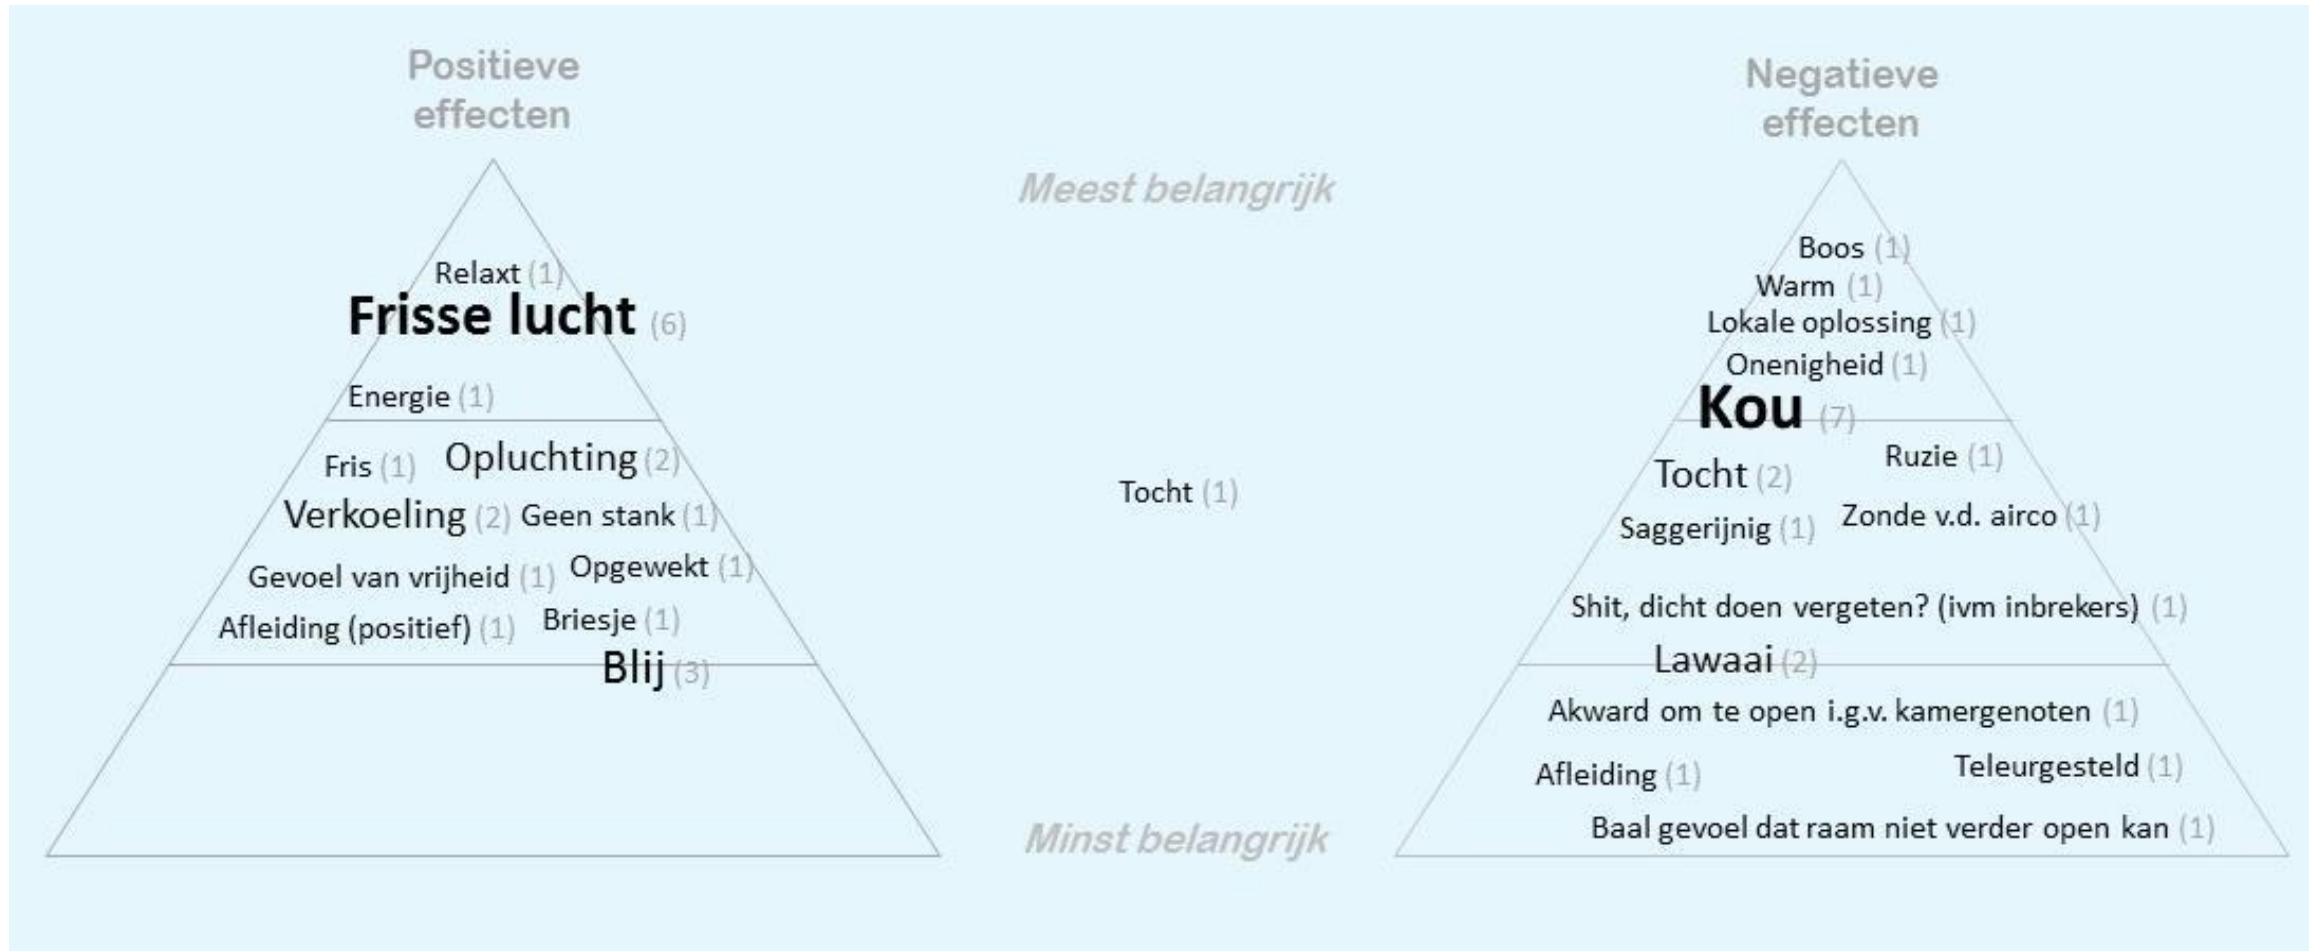 Positieve
effecten
Relaxt (1)
Frisse lucht (6)
Energie (1)
Fris (1) Opluchting (2)
Verkoeling (2) Geen stank (1)
Gevoel van vrijheid (1) Opgewekt (1)
Afleiding (positief) (1) Briesje (1)
Blij (3)
Meest belangrijk
Tocht (1)
Minst belangrijk
Negatieve
effecten
Boos (1)
Warm (1)
Lokale oplossing (1)
Onenigheid (1)
Kou (7)
Tocht (2) Ruzie (1)
Saggerijnig (1) Zonde v.d. airco (1)
Shit, dicht doen vergeten? (ivm inbrekers) (1)
Lawaai (2)
Akward om te open i.g.v. kamergenoten (1)
Afleiding (1) Teleurgesteld (1)
Baal gevoel dat raam niet verder open kan (1)